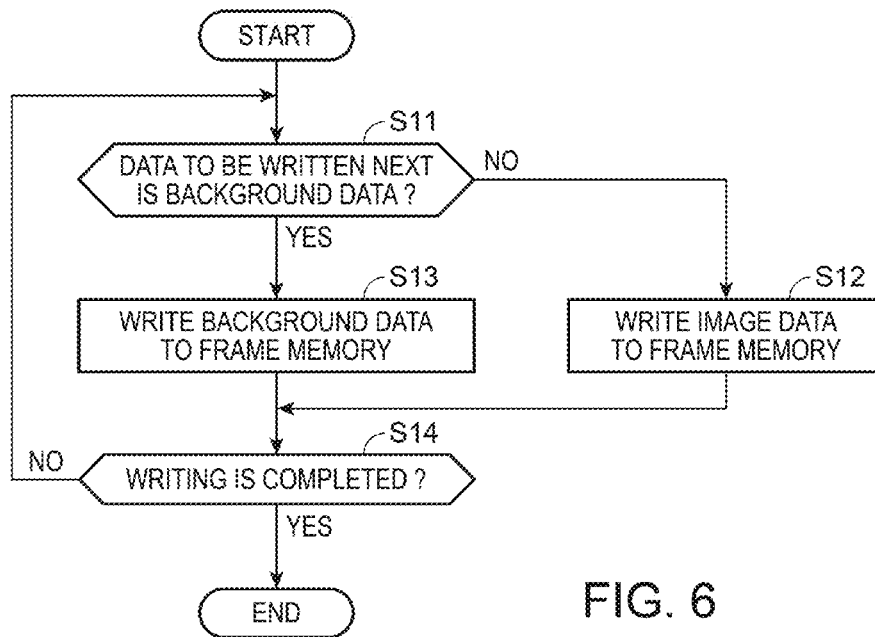 START
S11
DATA TO BE WRITTEN NEXT
IS BACKGROUND DATA ?
NO
YES
S13
WRITE BACKGROUND DATA
TO FRAME MEMORY
S12
WRITE IMAGE DATA
TO FRAME MEMORY
S14
NO
WRITING IS COMPLETED ?
YES
END
FIG. 6